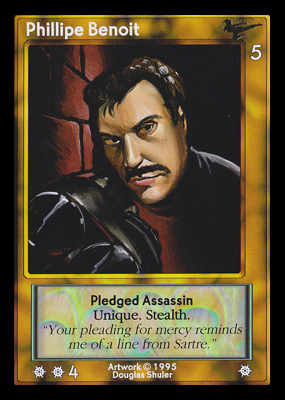 Phillipe Benoit
5
Pledged Assassin
Unique. Stealth.
“Your pleading for mercy reminds
me of a line from Sartre.”
4
Artwork © 1995
Douglas Shuler